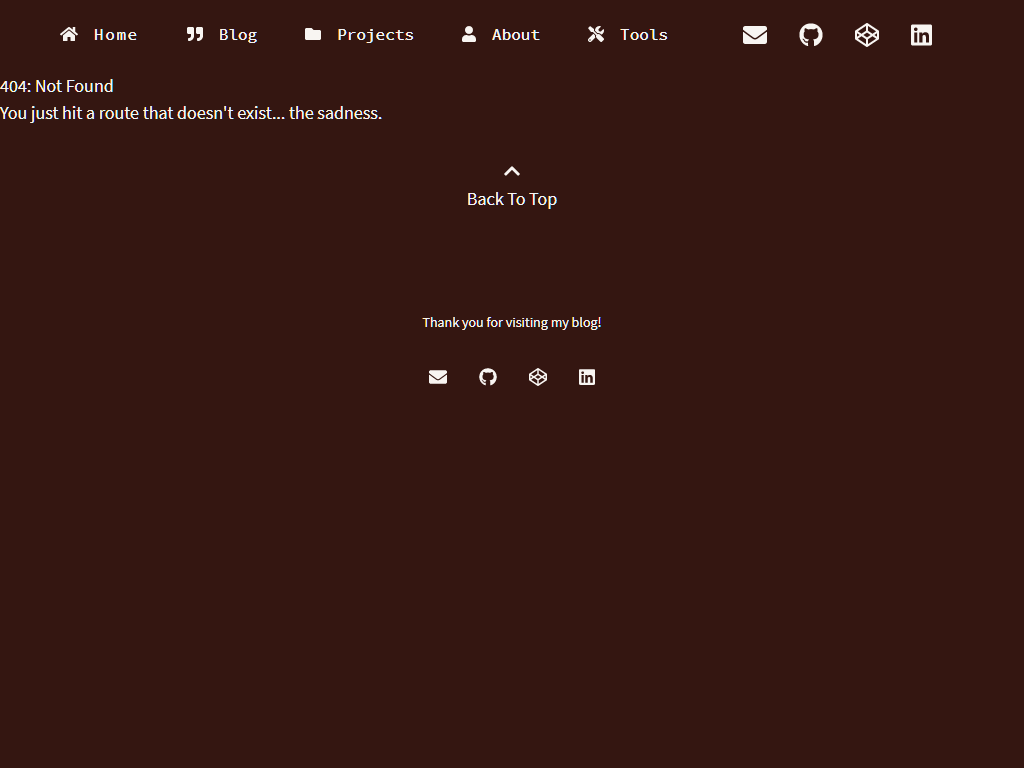 Home Blog Projects About Tools
404: Not Found
You just hit a route that doesn't exist... the sadness.
Back To Top
Thank you for visiting my blog!